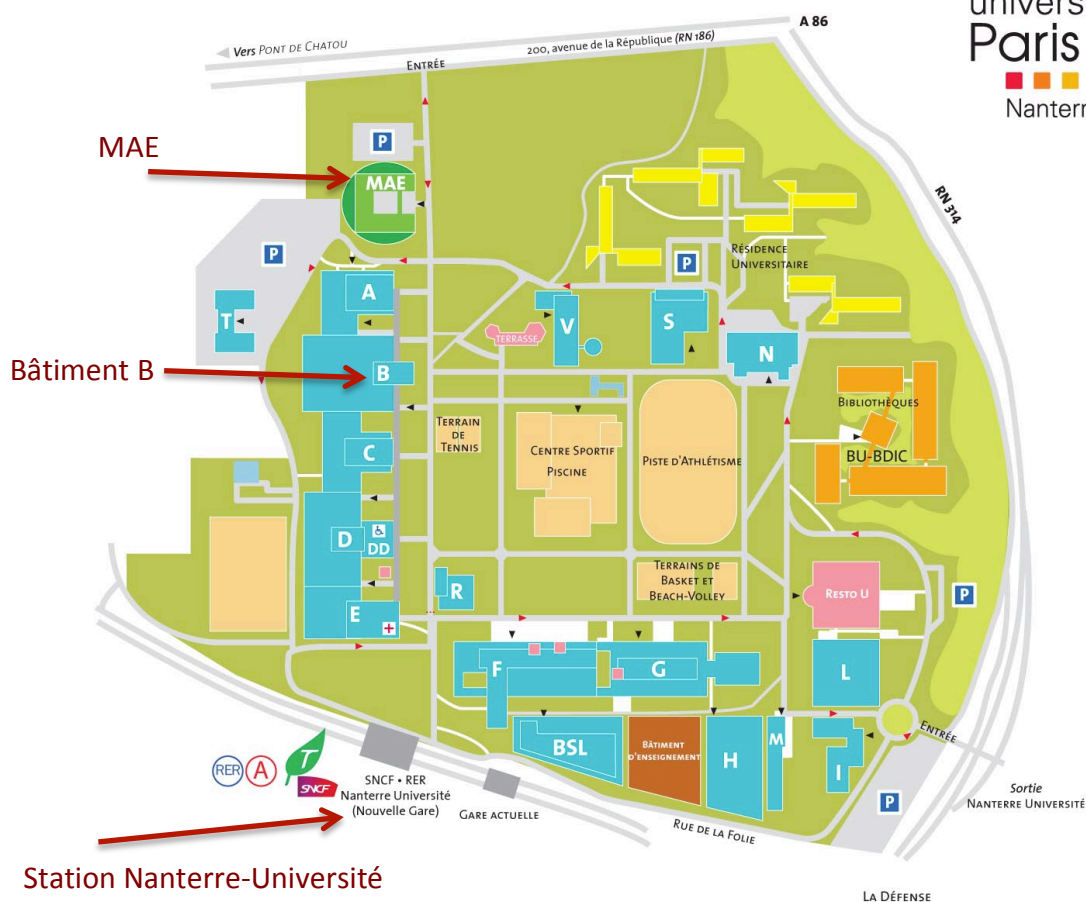 univers
Paris
Nanterr
A 86
Vers PONT DE CHATOU
200, avenue de la République (RN 186)
ENTRÉE
P
MAE
MAE
RN 314
P
RÉSIDENCE
UNIVERSITAIRE
P
A
T
V
S
TERRASSE
N
Bâtiment B
B
BIBLIOTHÈQUES
BU-BDIC
TERRAIN
DE
TENNIS
CENTRE SPORTIF
PISCINE
PISTE D'ATHLÉTISME
C
D
DD
TERRAINS DE
BASKET ET
BEACH-VOLLEY
R
RESTO U
P
E
F
G
L
BSL
BÂTIMENT
D'ENSEIGNEMENT
H
M
I
ENTRÉE
RER
A
T
SNCF
SNCF • RER
Nanterre Université
(Nouvelle Gare)
GARE ACTUELLE
P
Sortie
NANTERRE UNIVERSITÉ
RUE DE LA FOLIE
Station Nanterre-Université
LA DÉFENSE